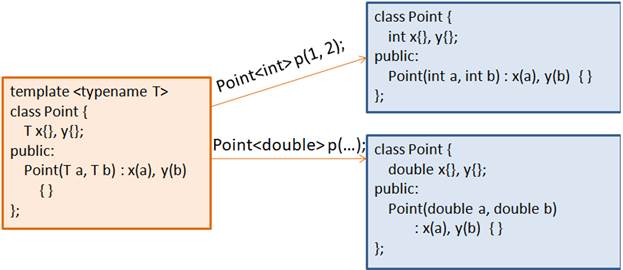 template <typename T>
class Point {
T x{}, y{};
public:
Point(T a, T b) : x(a), y(b)
{ }
};
Point<int> p(1, 2);
class Point {
int x{}, y{};
public:
Point(int a, int b) : x(a), y(b) { }
};
Point<double> p(...);
class Point {
double x{}, y{};
public:
Point(double a, double b)
: x(a), y(b) { }
};